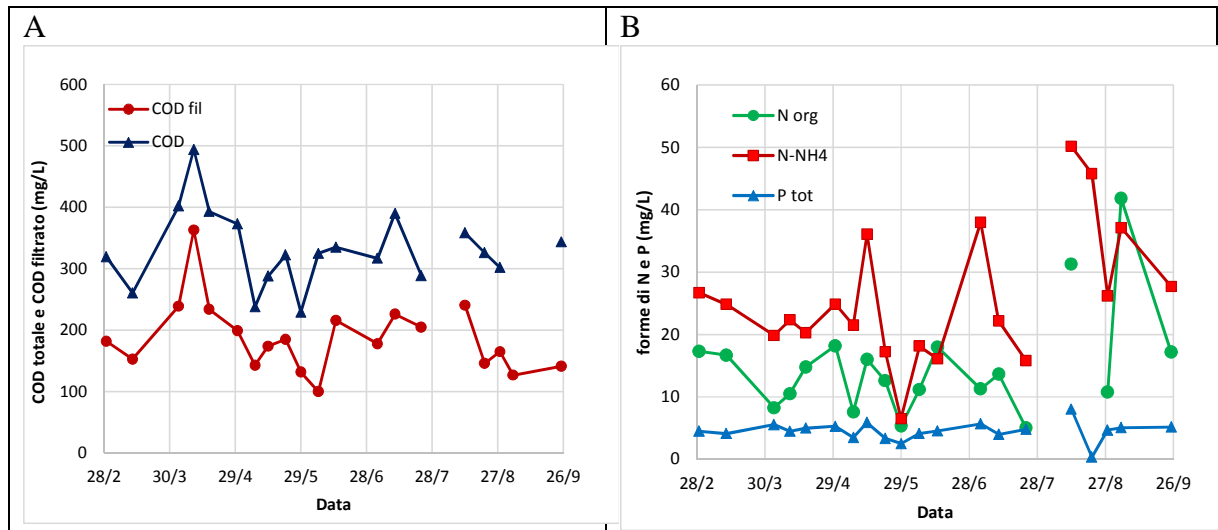 A
COD totale e COD filtrato (mg/L)
600
500
400
300
200
100
0
COD fil
COD
28/2 30/3 29/4 29/5 28/6 28/7 27/8 26/9
Data
B
forme di N e P (mg/L)
60
50
40
30
20
10
0
N org
N-NH4
P tot
28/2 30/3 29/4 29/5 28/6 28/7 27/8 26/9
Data